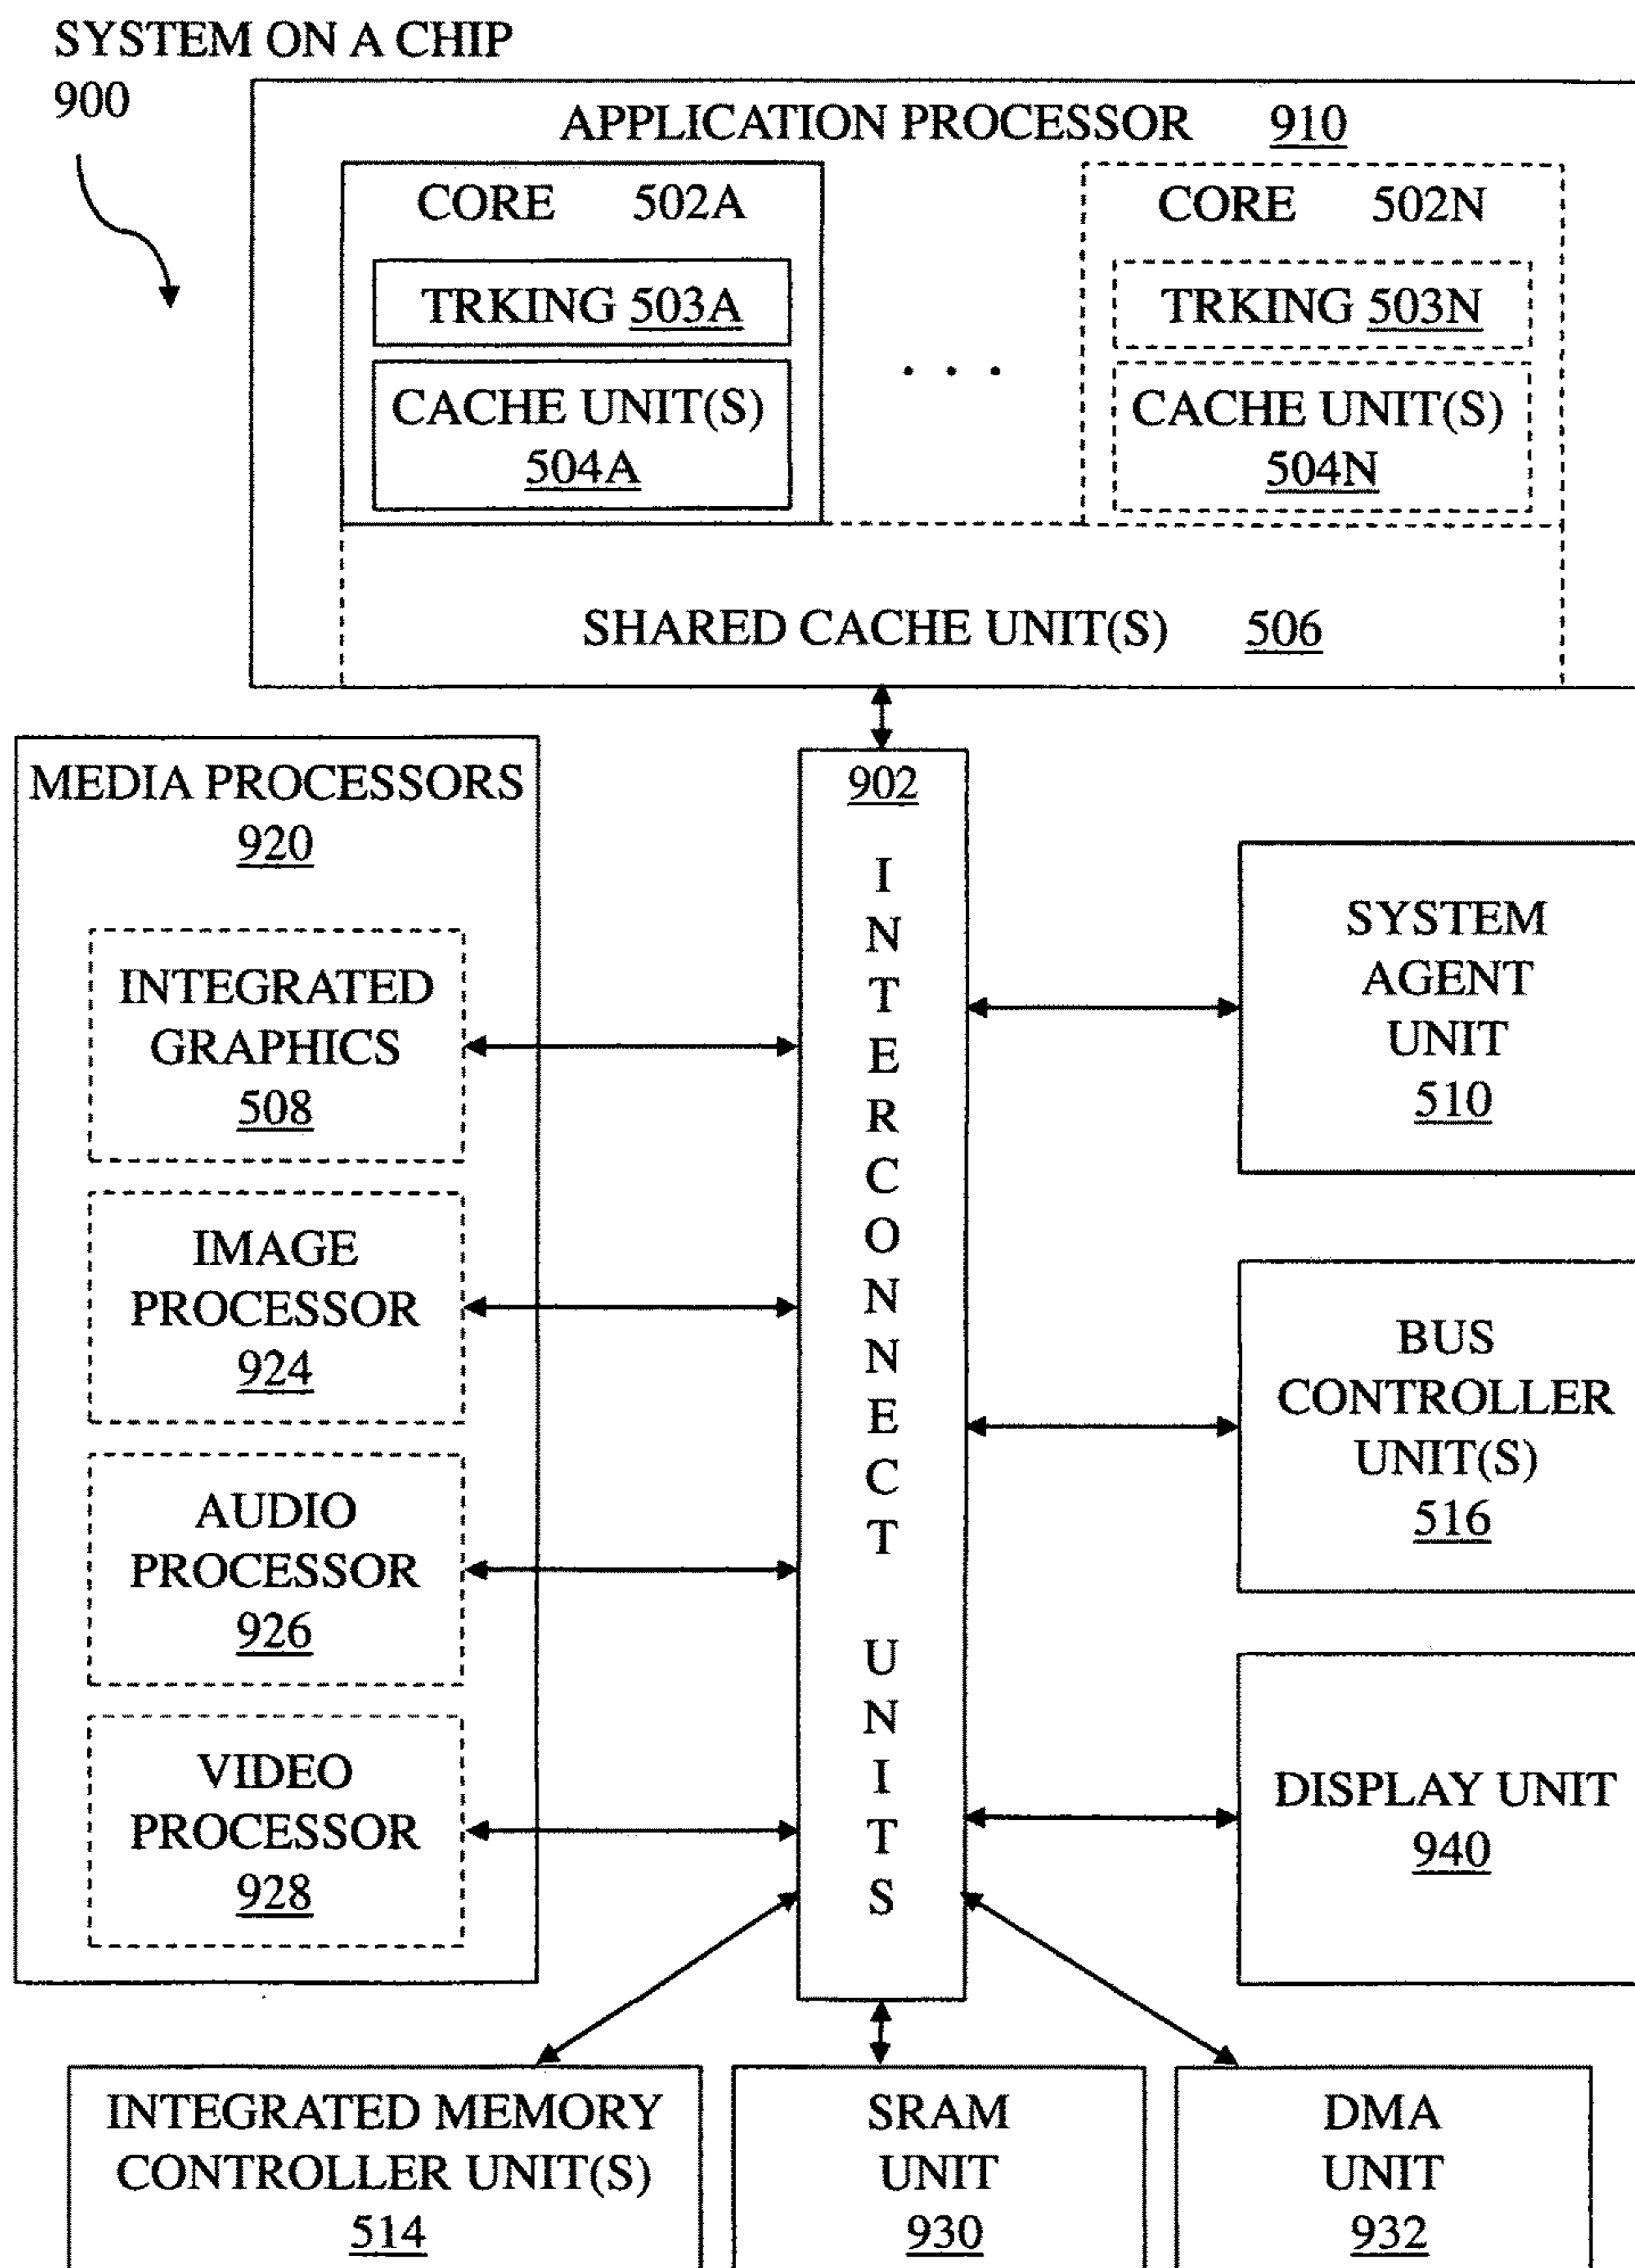 SYSTEM ON A CHIP
900
APPLICATION PROCESSOR 910
CORE 502A
TRKING 503A
CACHE UNIT(S)
504A
. . .
CORE 502N
TRKING 503N
CACHE UNIT(S)
504N
SHARED CACHE UNIT(S) 506
MEDIA PROCESSORS
920
INTEGRATED
GRAPHICS
508
IMAGE
PROCESSOR
924
AUDIO
PROCESSOR
926
VIDEO
PROCESSOR
928
902
INTERCONNECT UNITS
SYSTEM
AGENT
UNIT
510
BUS
CONTROLLER
UNIT(S)
516
DISPLAY UNIT
940
INTEGRATED MEMORY
CONTROLLER UNIT(S)
514
SRAM
UNIT
930
DMA
UNIT
932